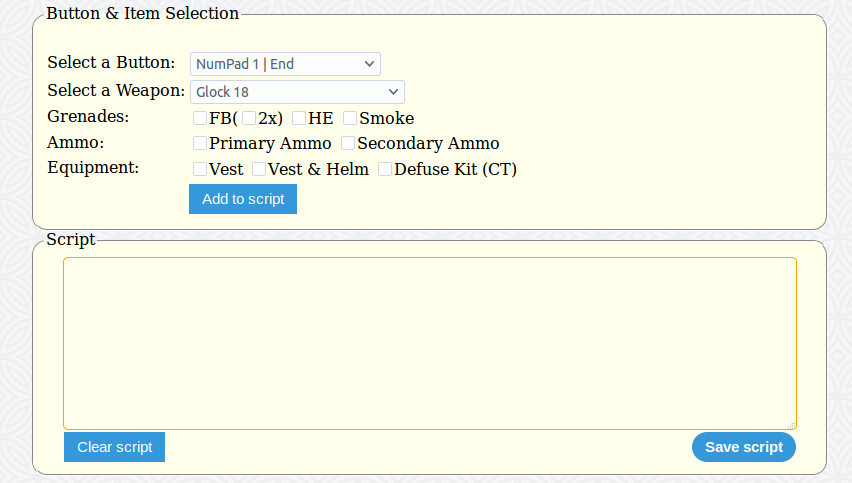 Button & Item Selection
Select a Button: NumPad 1 | End
Select a Weapon: Glock 18
Grenades: FB( 2x) HE Smoke
Ammo: Primary Ammo Secondary Ammo
Equipment: Vest Vest & Helm Defuse Kit (CT)
Add to script
Script
Clear script Save script